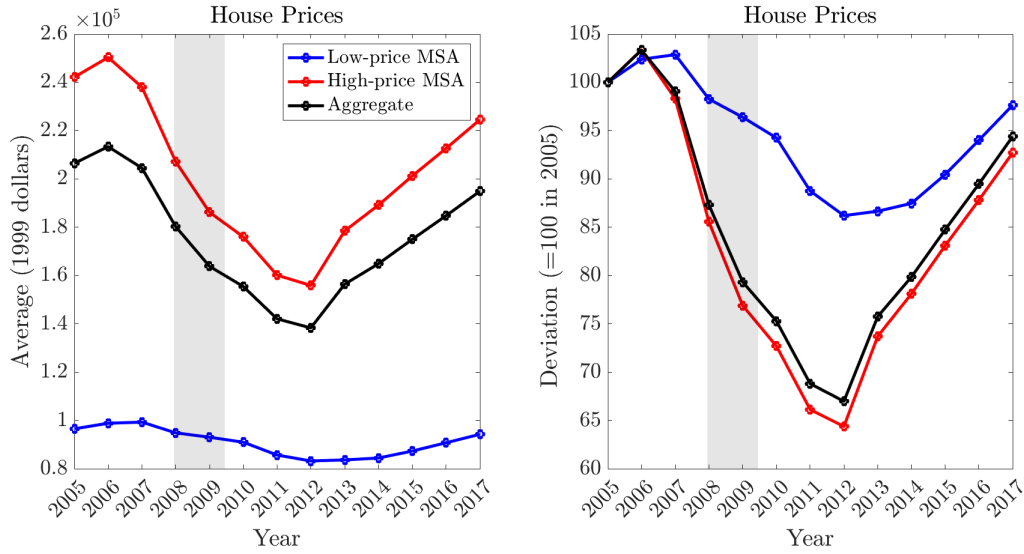 House Prices
×10⁵
Average (1999 dollars)
2.6
2.4
2.2
2
1.8
1.6
1.4
1.2
1
0.8
Low-price MSA
High-price MSA
Aggregate
2005 2006 2007 2008 2009 2010 2011 2012 2013 2014 2015 2016 2017
Year
House Prices
Deviation (=100 in 2005)
105
100
95
90
85
80
75
70
65
60
2005 2006 2007 2008 2009 2010 2011 2012 2013 2014 2015 2016 2017
Year